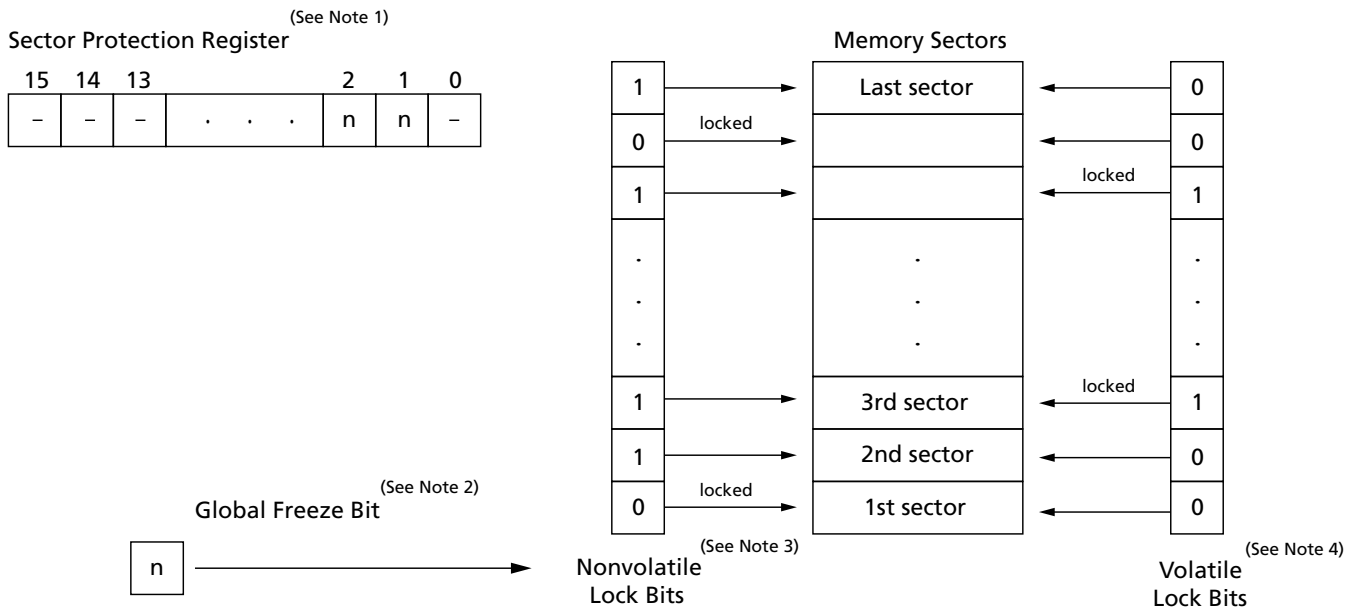 (See Note 1)
Sector Protection Register
15 14 13 2 1 0
– – – . . . n n –
Memory Sectors
1 Last sector 0
0 locked 0
1 locked 1
. . .
. . .
. . .
1 3rd sector locked 1
1 2nd sector 0
0 locked 1st sector 0
Global Freeze Bit (See Note 2)
n
Nonvolatile Lock Bits (See Note 3)
Volatile Lock Bits (See Note 4)